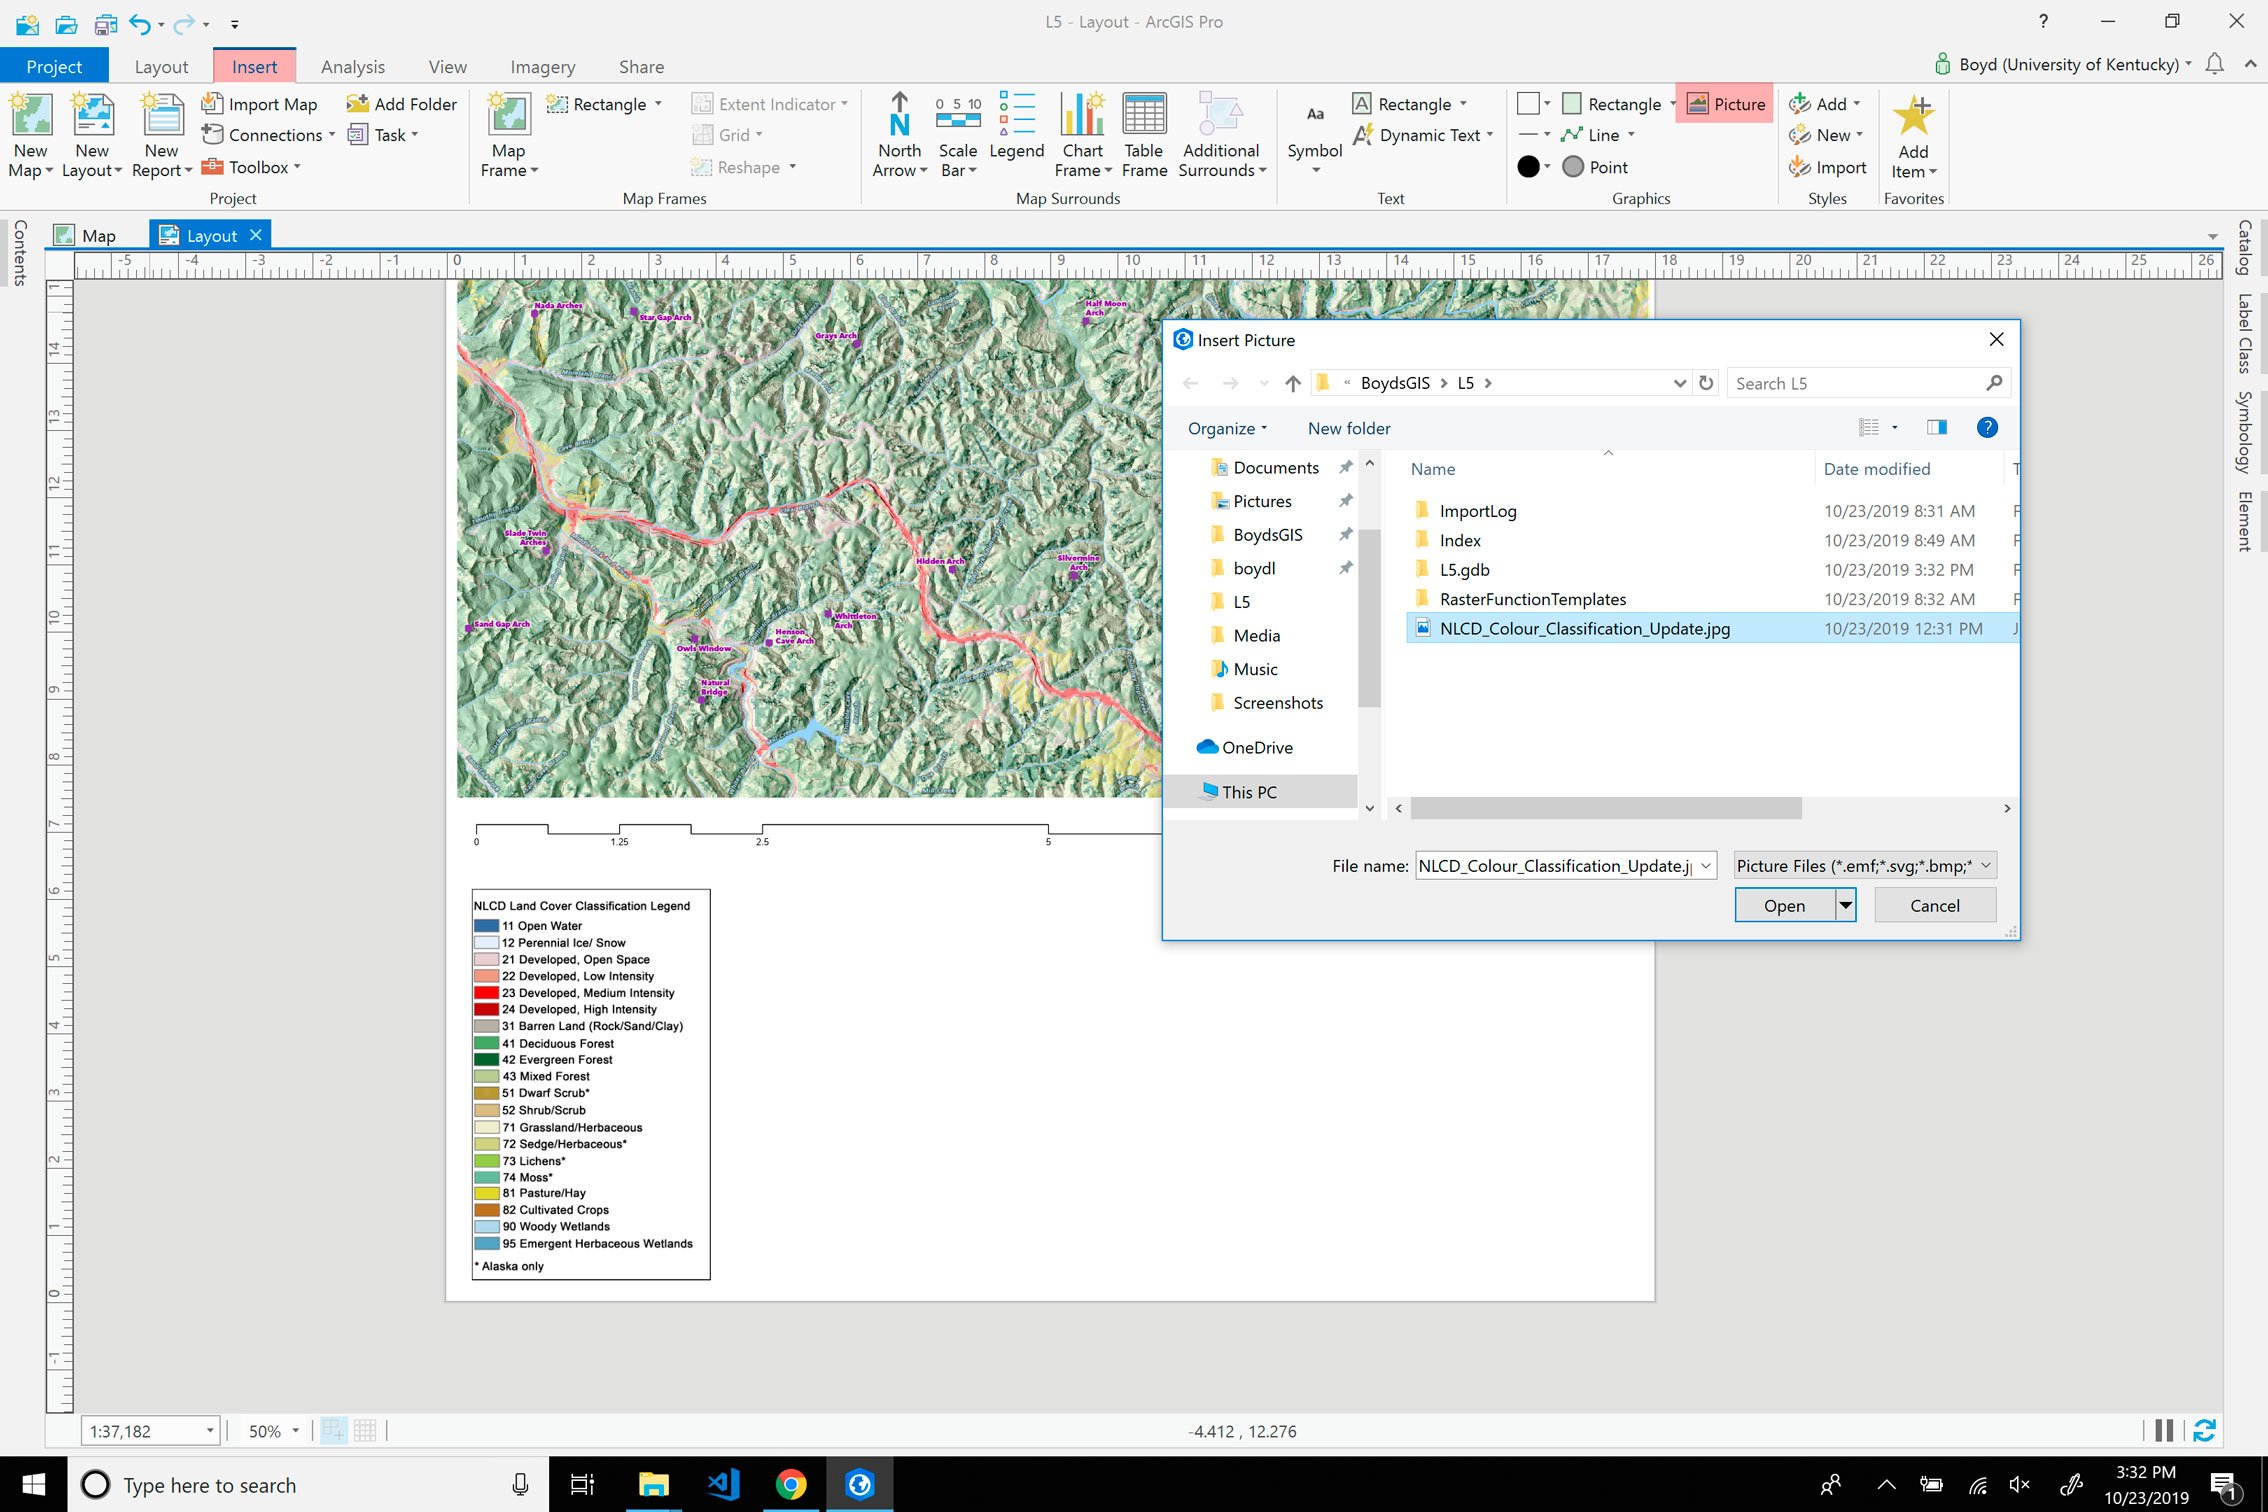 L5 - Layout - ArcGIS Pro
?
Project Layout Insert Analysis View Imagery Share
Boyd (University of Kentucky)
New Map
New Layout
New Report
Import Map
Connections
Toolbox
Add Folder
Task
Project
Map Frame
Rectangle
Extent Indicator
Grid
Reshape
Map Frames
N
North Arrow
0 5 10
Scale Bar
Legend
Chart Frame
Table Frame
Additional Surrounds
Map Surrounds
Aa
Symbol
A Rectangle
A Dynamic Text
Text
Rectangle
Line
Point
Picture
Graphics
Add
New
Import
Styles
Add Item
Favorites
Contents
Map
Layout
Catalog
Label Class
Symbology
Element
-5 -4 -3 -2 -1 0 1 2 3 4 5 6 7 8 9 10 11 12 13 14 15 16 17 18 19 20 21 22 23 24 25 26
14
13
12
11
10
9
8
7
6
5
4
3
2
1
0
-1
Nada Arches
Star Gap Arch
Grays Arch
Half Moon
Arch
Moreland Branch
Slade Twin
Arches
Hidden Arch
Silvermine
Arch
Sand Gap Arch
Whittleton
Arch
Henson
Cave Arch
Owls Window
Natural
Bridge
0 1.25 2.5 5
NLCD Land Cover Classification Legend
11 Open Water
12 Perennial Ice/ Snow
21 Developed, Open Space
22 Developed, Low Intensity
23 Developed, Medium Intensity
24 Developed, High Intensity
31 Barren Land (Rock/Sand/Clay)
41 Deciduous Forest
42 Evergreen Forest
43 Mixed Forest
51 Dwarf Scrub*
52 Shrub/Scrub
71 Grassland/Herbaceous
72 Sedge/Herbaceous*
73 Lichens*
74 Moss*
81 Pasture/Hay
82 Cultivated Crops
90 Woody Wetlands
95 Emergent Herbaceous Wetlands
* Alaska only
Insert Picture
« BoydsGIS > L5 >
Search L5
Organize
New folder
?
Documents
Pictures
BoydsGIS
boydl
L5
Media
Music
Screenshots
OneDrive
This PC
Name Date modified T
ImportLog 10/23/2019 8:31 AM F
Index 10/23/2019 8:49 AM F
L5.gdb 10/23/2019 3:32 PM F
RasterFunctionTemplates 10/23/2019 8:32 AM F
NLCD_Colour_Classification_Update.jpg 10/23/2019 12:31 PM J
File name: NLCD_Colour_Classification_Update.j
Picture Files (*.emf;*.svg;*.bmp;*
Open
Cancel
1:37,182
50%
-4.412 , 12.276
Type here to search
3:32 PM
10/23/2019
1